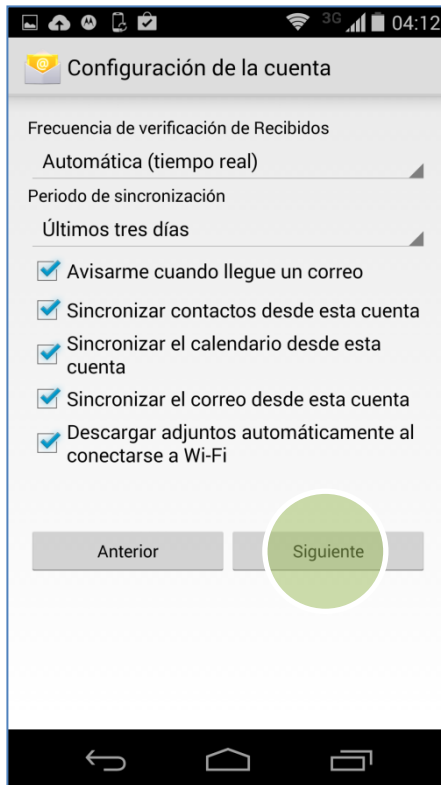 3G 04:12
Configuración de la cuenta
Frecuencia de verificación de Recibidos
Automática (tiempo real)
Periodo de sincronización
Últimos tres días
Avisarme cuando llegue un correo
Sincronizar contactos desde esta cuenta
Sincronizar el calendario desde esta
cuenta
Sincronizar el correo desde esta cuenta
Descargar adjuntos automáticamente al
conectarse a Wi-Fi
Anterior Siguiente